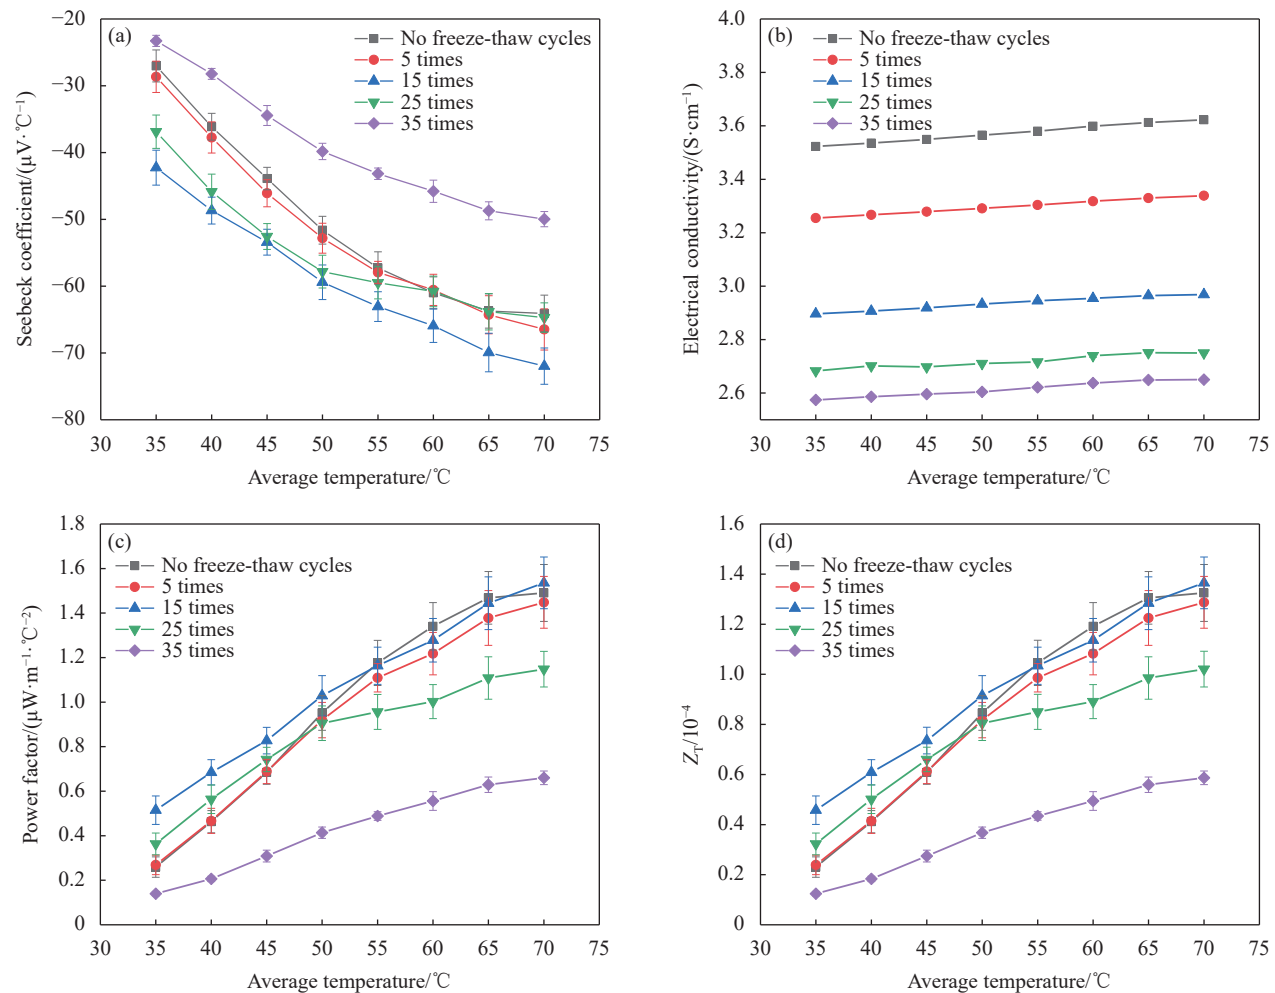 (a)
No freeze-thaw cycles
5 times
15 times
25 times
35 times
−20
−30
−40
−50
−60
−70
−80
Seebeck coefficient/(μV·℃⁻¹)
30 35 40 45 50 55 60 65 70 75
Average temperature/℃
(b)
No freeze-thaw cycles
5 times
15 times
25 times
35 times
4.0
3.8
3.6
3.4
3.2
3.0
2.8
2.6
Electrical conductivity/(S·cm⁻¹)
30 35 40 45 50 55 60 65 70 75
Average temperature/℃
(c)
No freeze-thaw cycles
5 times
15 times
25 times
35 times
1.8
1.6
1.4
1.2
1.0
0.8
0.6
0.4
0.2
0
Power factor/(μW·m⁻¹·℃⁻²)
30 35 40 45 50 55 60 65 70 75
Average temperature/℃
(d)
No freeze-thaw cycles
5 times
15 times
25 times
35 times
1.6
1.4
1.2
1.0
0.8
0.6
0.4
0.2
0
Z_T/10⁻⁴
30 35 40 45 50 55 60 65 70 75
Average temperature/℃